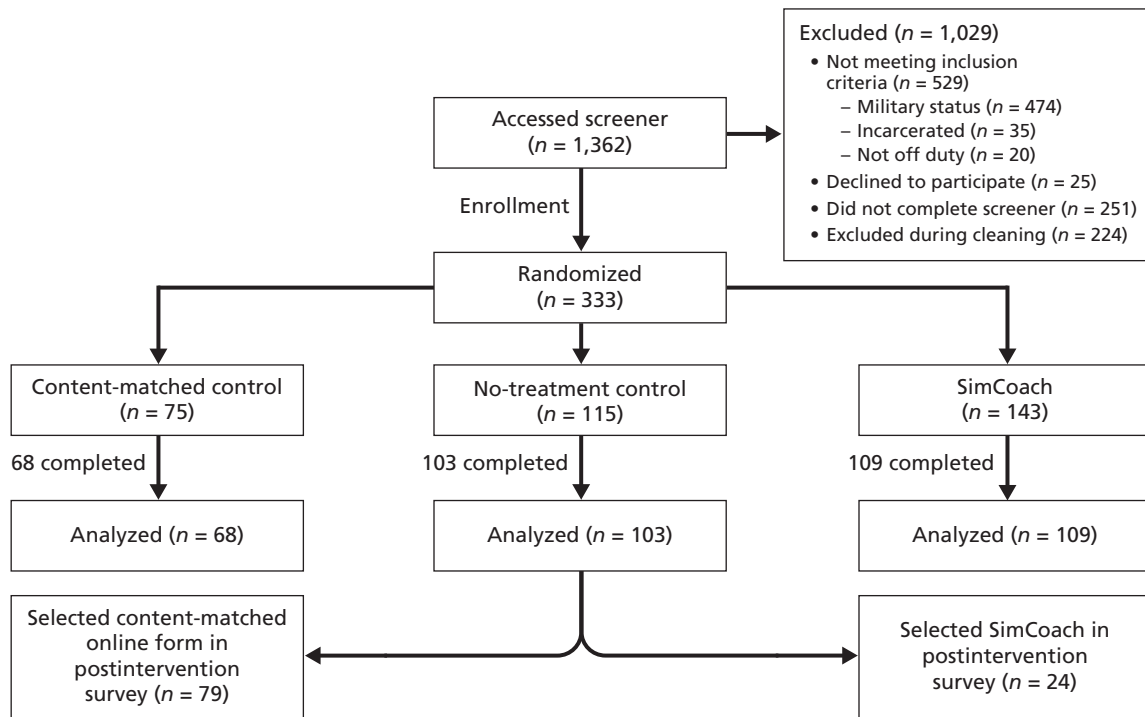 Excluded (n = 1,029)
• Not meeting inclusion
criteria (n = 529)
– Military status (n = 474)
– Incarcerated (n = 35)
– Not off duty (n = 20)
• Declined to participate (n = 25)
• Did not complete screener (n = 251)
• Excluded during cleaning (n = 224)
Accessed screener
(n = 1,362)
Enrollment
Randomized
(n = 333)
Content-matched control
(n = 75)
No-treatment control
(n = 115)
SimCoach
(n = 143)
68 completed
103 completed
109 completed
Analyzed (n = 68)
Analyzed (n = 103)
Analyzed (n = 109)
Selected content-matched
online form in
postintervention
survey (n = 79)
Selected SimCoach in
postintervention
survey (n = 24)